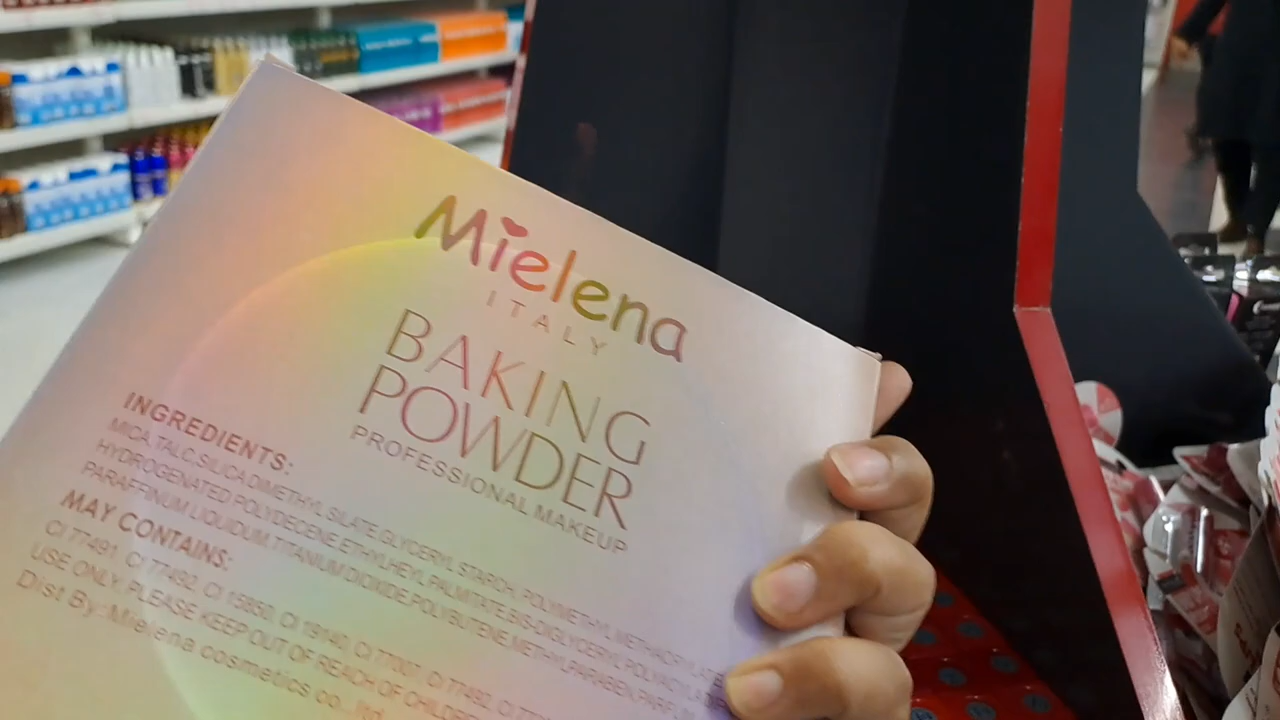 Mielena
ITALY
BAKING
POWDER
PROFESSIONAL MAKEUP
INGREDIENTS:
MICA,TALC,SILICA DIMETHYL SILATE,GLYCERYL STARCH, POLYMETHYL METHACRYLATE
HYDROGENATED POLYDECENE,ETHYLHEYL PALMITATE,BIS-DIGLYCERYL POLYACYLA
PARAFFINUM LIQUIDUM,TITANIUM DIOXIDE,POLYBUTENE,METHYLPARABEN,PARFUM
MAY CONTAINS:
CI 77491, CI 77492, CI 15850, CI 19140, CI 77007, CI 77492, CI
USE ONLY. PLEASE KEEP OUT OF REACH OF CHILDREN
Dist By:Mielena cosmetics co.,ltd